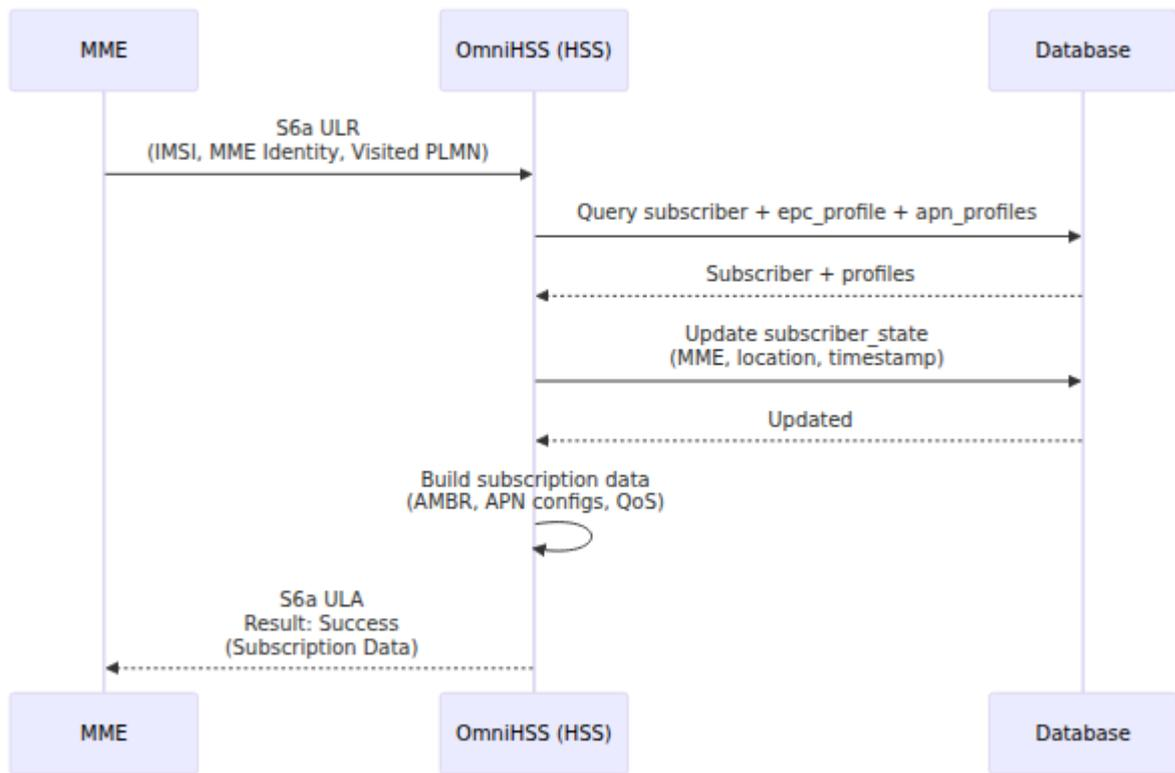 MME
OmniHSS (HSS)
Database
S6a ULR
(IMSI, MME Identity, Visited PLMN)
Query subscriber + epc_profile + apn_profiles
Subscriber + profiles
Update subscriber_state
(MME, location, timestamp)
Updated
Build subscription data
(AMBR, APN configs, QoS)
S6a ULA
Result: Success
(Subscription Data)
MME
OmniHSS (HSS)
Database